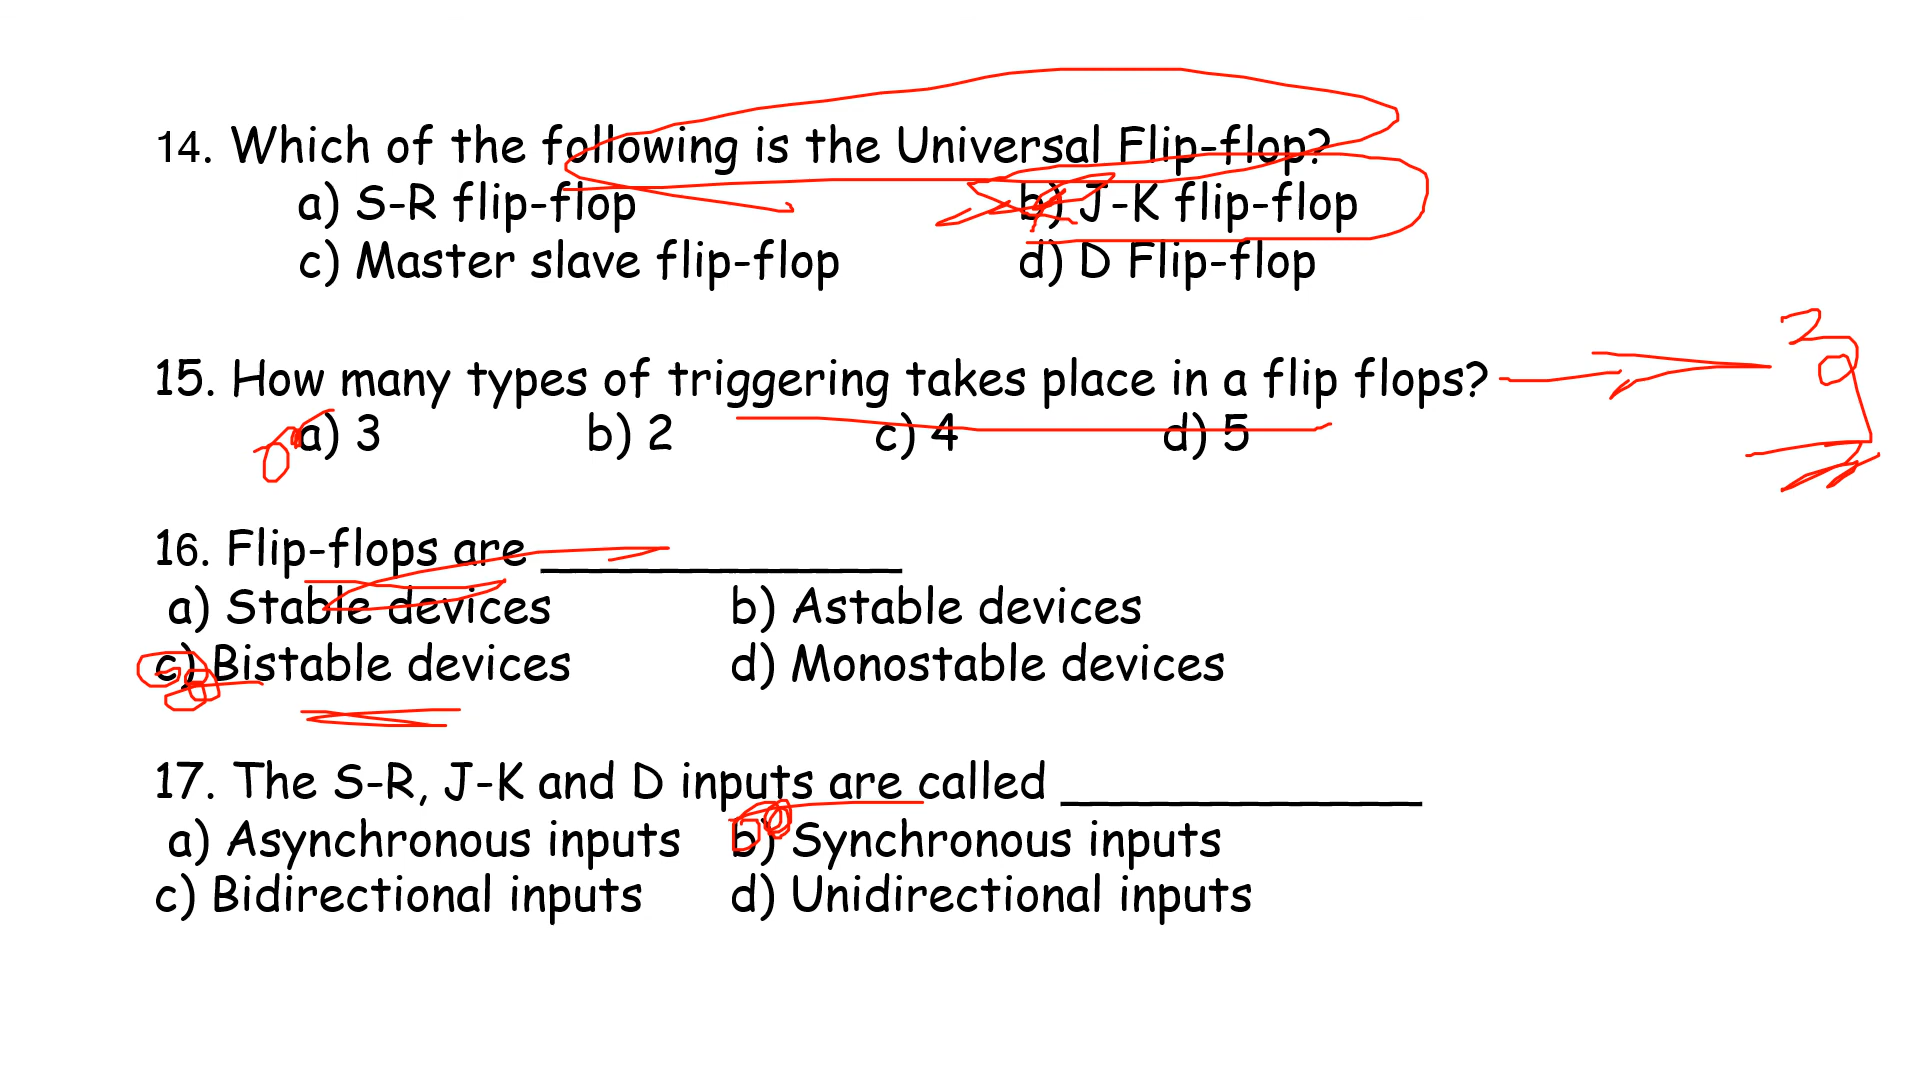 14. Which of the following is the Universal Flip-flop?
a) S-R flip-flop b) J-K flip-flop
c) Master slave flip-flop d) D Flip-flop
15. How many types of triggering takes place in a flip flops?
a) 3 b) 2 c) 4 d) 5
16. Flip-flops are _______________
a) Stable devices b) Astable devices
c) Bistable devices d) Monostable devices
17. The S-R, J-K and D inputs are called _______________
a) Asynchronous inputs b) Synchronous inputs
c) Bidirectional inputs d) Unidirectional inputs